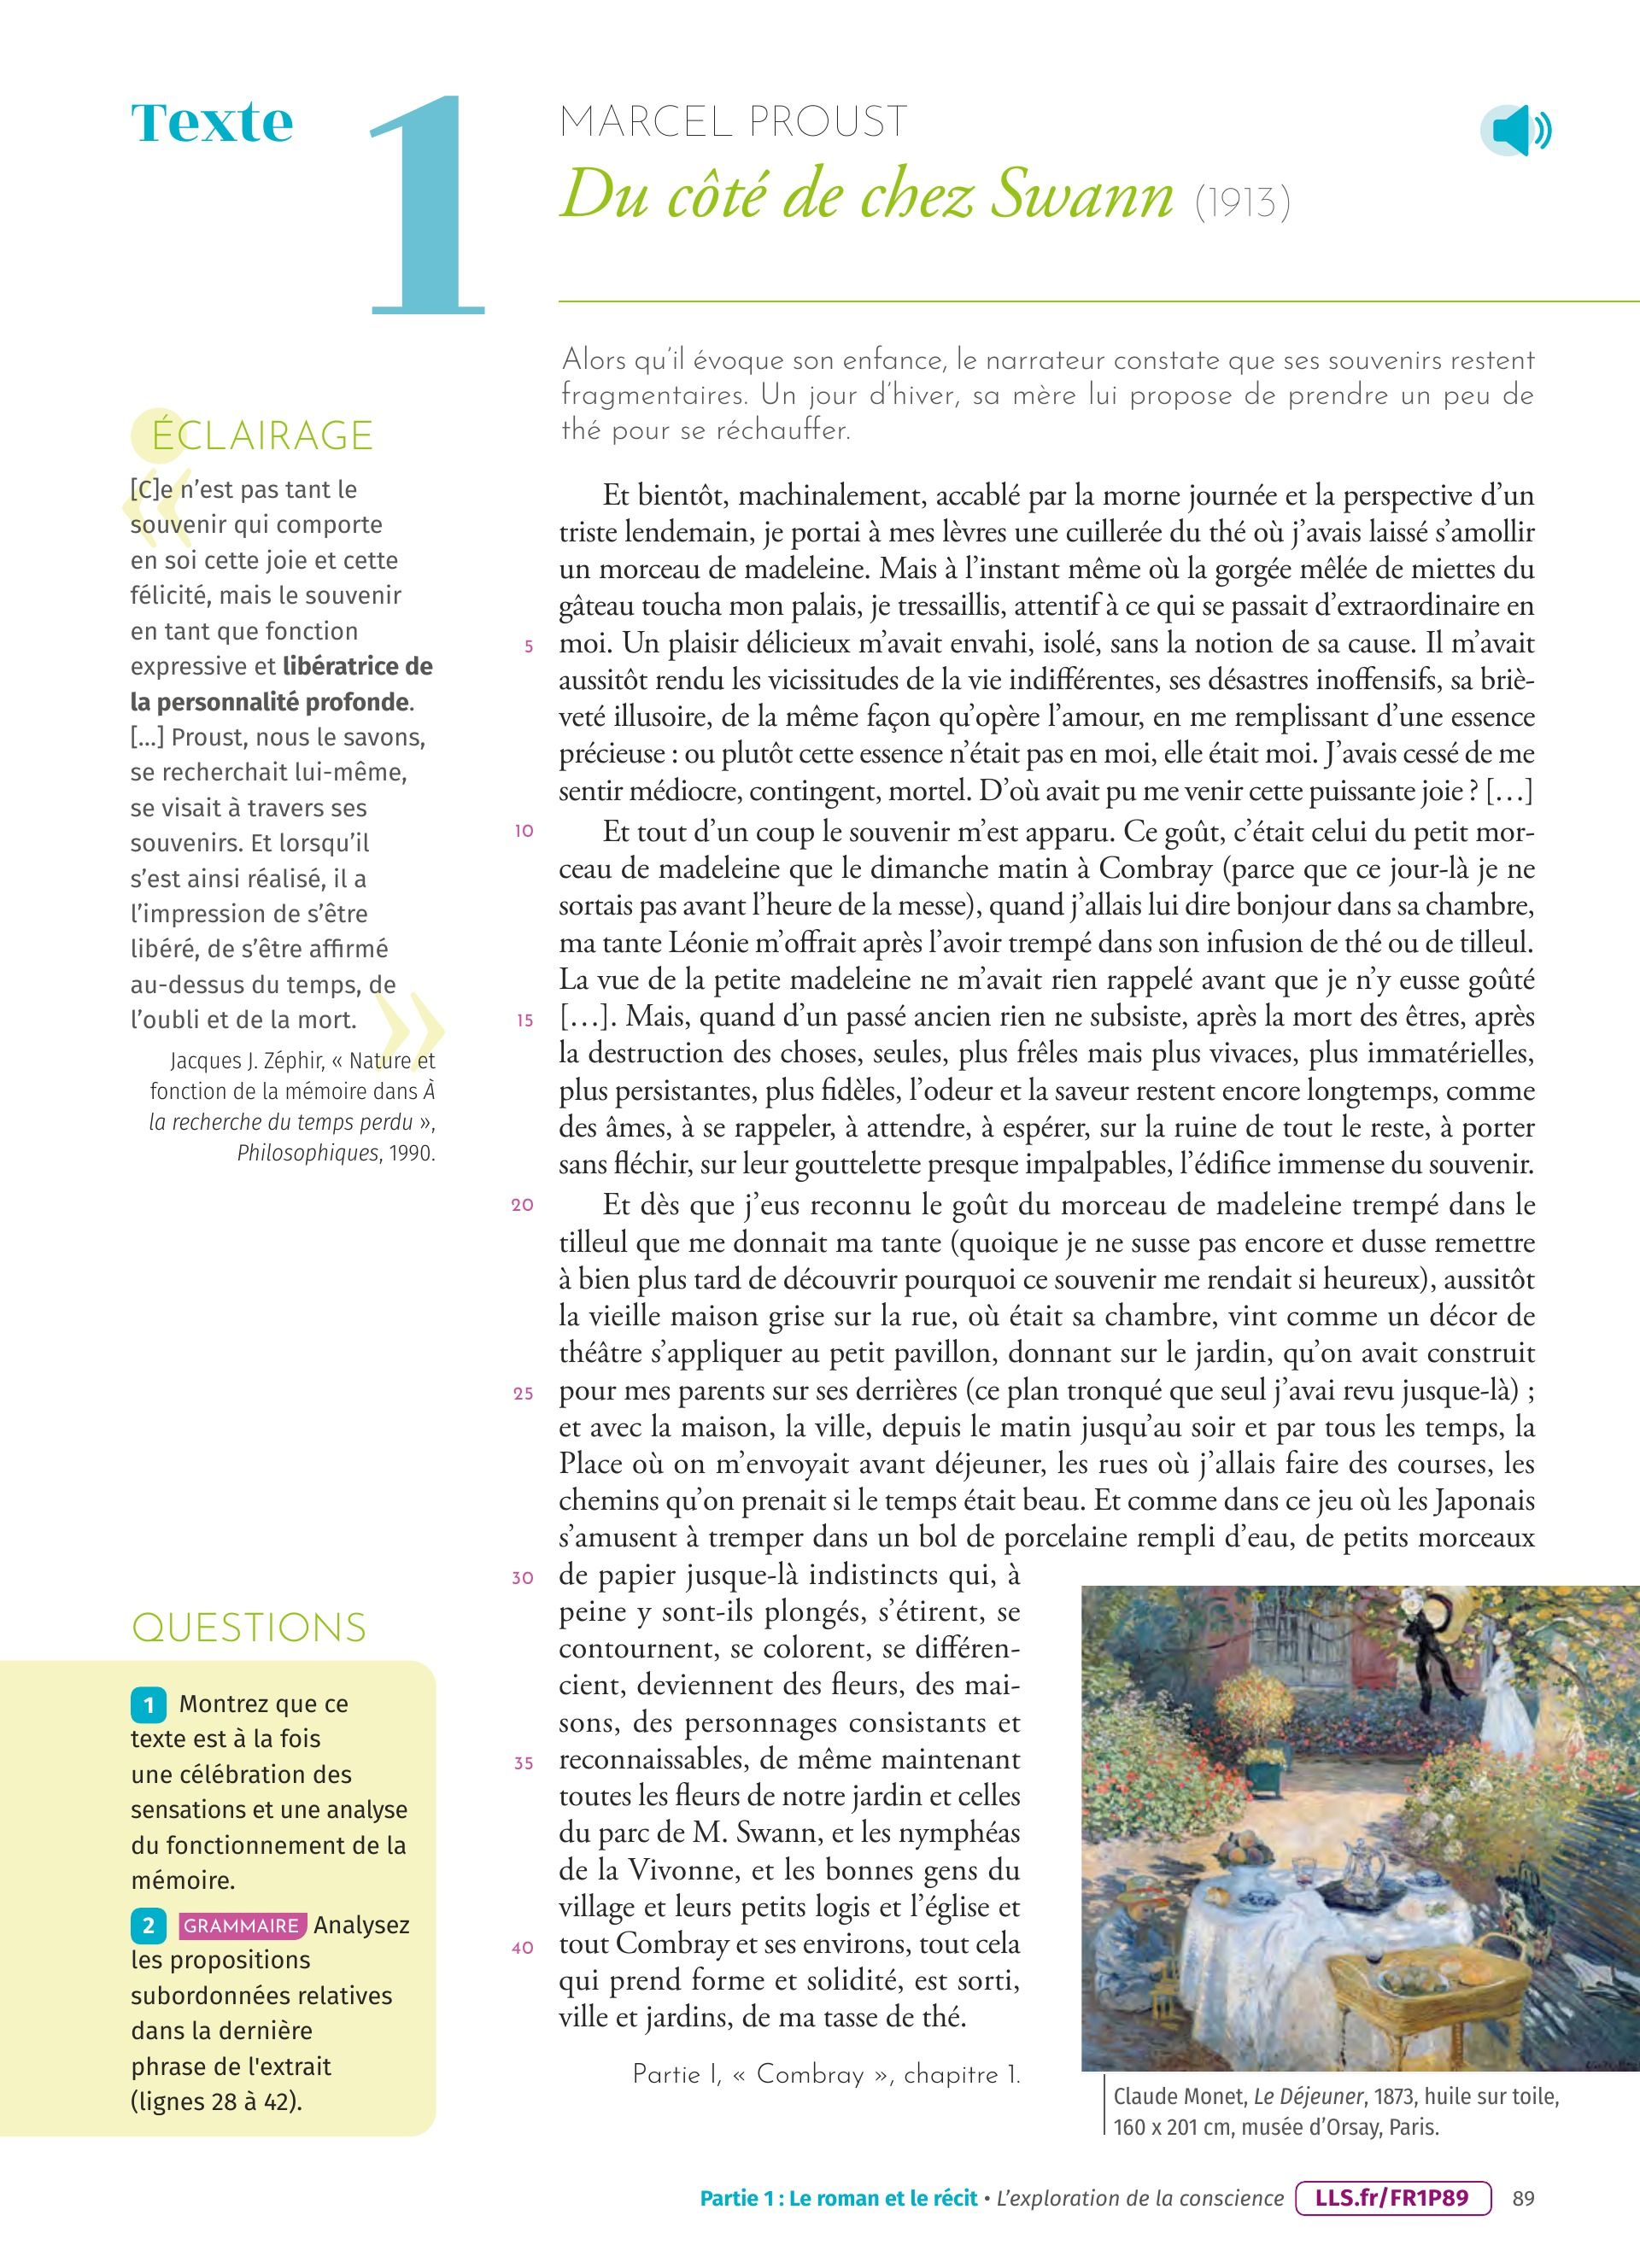 Texte 1
MARCEL PROUST
Du côté de chez Swann (1913)
Alors qu’il évoque son enfance, le narrateur constate que ses souvenirs restent
fragmentaires. Un jour d’hiver, sa mère lui propose de prendre un peu de
thé pour se réchauffer.
ÉCLAIRAGE
«
[C]e n’est pas tant le
souvenir qui comporte
en soi cette joie et cette
félicité, mais le souvenir
en tant que fonction
expressive et libératrice de
la personnalité profonde.
[...] Proust, nous le savons,
se recherchait lui-même,
se visait à travers ses
souvenirs. Et lorsqu’il
s’est ainsi réalisé, il a
l’impression de s’être
libéré, de s’être affirmé
au-dessus du temps, de
l’oubli et de la mort.
»
Jacques J. Zéphir, « Nature et
fonction de la mémoire dans À
la recherche du temps perdu »,
Philosophiques, 1990.
Et bientôt, machinalement, accablé par la morne journée et la perspective d’un
triste lendemain, je portai à mes lèvres une cuillerée du thé où j’avais laissé s’amollir
un morceau de madeleine. Mais à l’instant même où la gorgée mêlée de miettes du
gâteau toucha mon palais, je tressaillis, attentif à ce qui se passait d’extraordinaire en
5 moi. Un plaisir délicieux m’avait envahi, isolé, sans la notion de sa cause. Il m’avait
aussitôt rendu les vicissitudes de la vie indifférentes, ses désastres inoffensifs, sa briè-
veté illusoire, de la même façon qu’opère l’amour, en me remplissant d’une essence
précieuse : ou plutôt cette essence n’était pas en moi, elle était moi. J’avais cessé de me
sentir médiocre, contingent, mortel. D’où avait pu me venir cette puissante joie ? […]
10 Et tout d’un coup le souvenir m’est apparu. Ce goût, c’était celui du petit mor-
ceau de madeleine que le dimanche matin à Combray (parce que ce jour-là je ne
sortais pas avant l’heure de la messe), quand j’allais lui dire bonjour dans sa chambre,
ma tante Léonie m’offrait après l’avoir trempé dans son infusion de thé ou de tilleul.
La vue de la petite madeleine ne m’avait rien rappelé avant que je n’y eusse goûté
15 […]. Mais, quand d’un passé ancien rien ne subsiste, après la mort des êtres, après
la destruction des choses, seules, plus frêles mais plus vivaces, plus immatérielles,
plus persistantes, plus fidèles, l’odeur et la saveur restent encore longtemps, comme
des âmes, à se rappeler, à attendre, à espérer, sur la ruine de tout le reste, à porter
sans fléchir, sur leur gouttelette presque impalpables, l’édifice immense du souvenir.
20 Et dès que j’eus reconnu le goût du morceau de madeleine trempé dans le
tilleul que me donnait ma tante (quoique je ne susse pas encore et dusse remettre
à bien plus tard de découvrir pourquoi ce souvenir me rendait si heureux), aussitôt
la vieille maison grise sur la rue, où était sa chambre, vint comme un décor de
théâtre s’appliquer au petit pavillon, donnant sur le jardin, qu’on avait construit
25 pour mes parents sur ses derrières (ce plan tronqué que seul j’avai revu jusque-là) ;
et avec la maison, la ville, depuis le matin jusqu’au soir et par tous les temps, la
Place où on m’envoyait avant déjeuner, les rues où j’allais faire des courses, les
chemins qu’on prenait si le temps était beau. Et comme dans ce jeu où les Japonais
s’amusent à tremper dans un bol de porcelaine rempli d’eau, de petits morceaux
30 de papier jusque-là indistincts qui, à
peine y sont-ils plongés, s’étirent, se
contournent, se colorent, se différen-
cient, deviennent des fleurs, des mai-
sons, des personnages consistants et
35 reconnaissables, de même maintenant
toutes les fleurs de notre jardin et celles
du parc de M. Swann, et les nymphéas
de la Vivonne, et les bonnes gens du
village et leurs petits logis et l’église et
40 tout Combray et ses environs, tout cela
qui prend forme et solidité, est sorti,
ville et jardins, de ma tasse de thé.
Partie I, « Combray », chapitre 1.
QUESTIONS
1 Montrez que ce
texte est à la fois
une célébration des
sensations et une analyse
du fonctionnement de la
mémoire.
2 GRAMMAIRE Analysez
les propositions
subordonnées relatives
dans la dernière
phrase de l'extrait
(lignes 28 à 42).
Claude Monet, Le Déjeuner, 1873, huile sur toile,
160 x 201 cm, musée d’Orsay, Paris.
Partie 1 : Le roman et le récit • L’exploration de la conscience LLS.fr/FR1P89 89